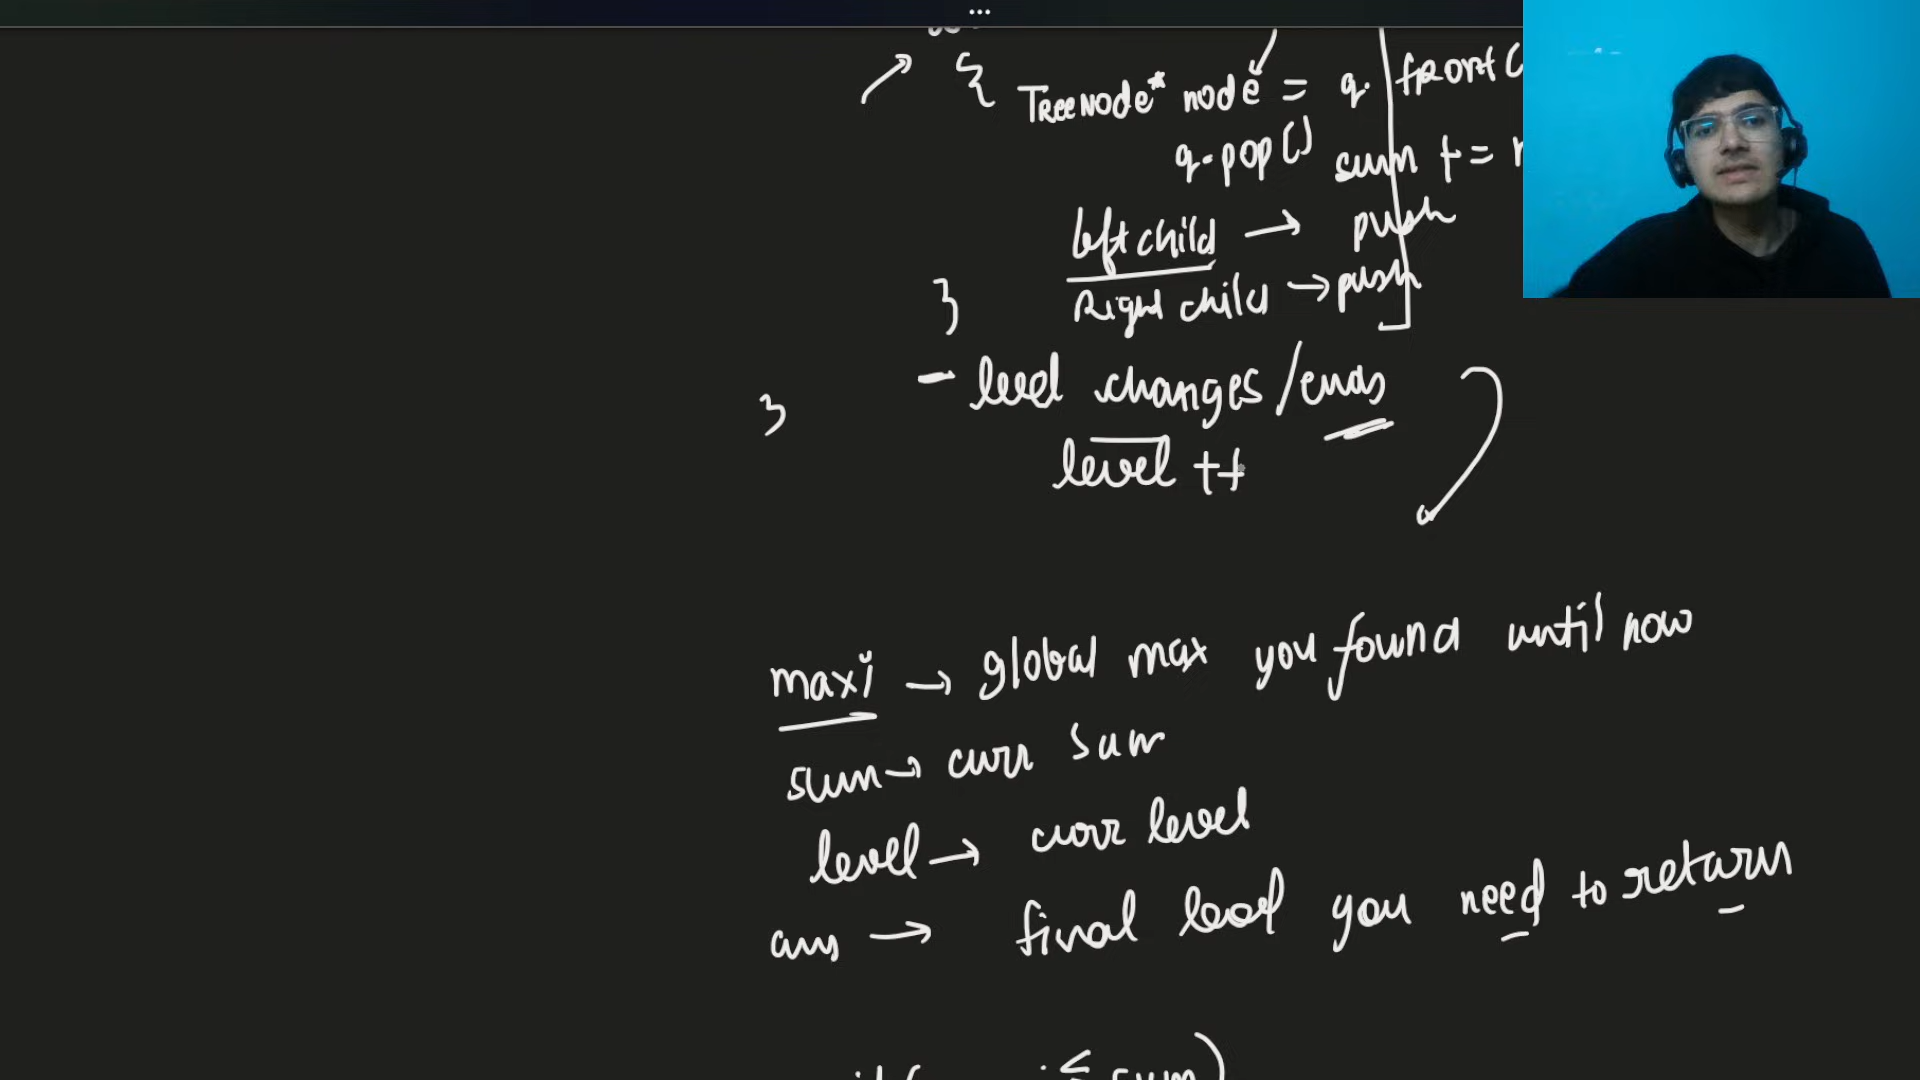 ...
{ TreeNode* node = q. front(
q.pop() sum +=
left child → push
} Right child → push
- level changes / ends
}
level ++
maxi → global max you found until now
sum → curr sum
level → curr level
ans → final level you need to return
sum)